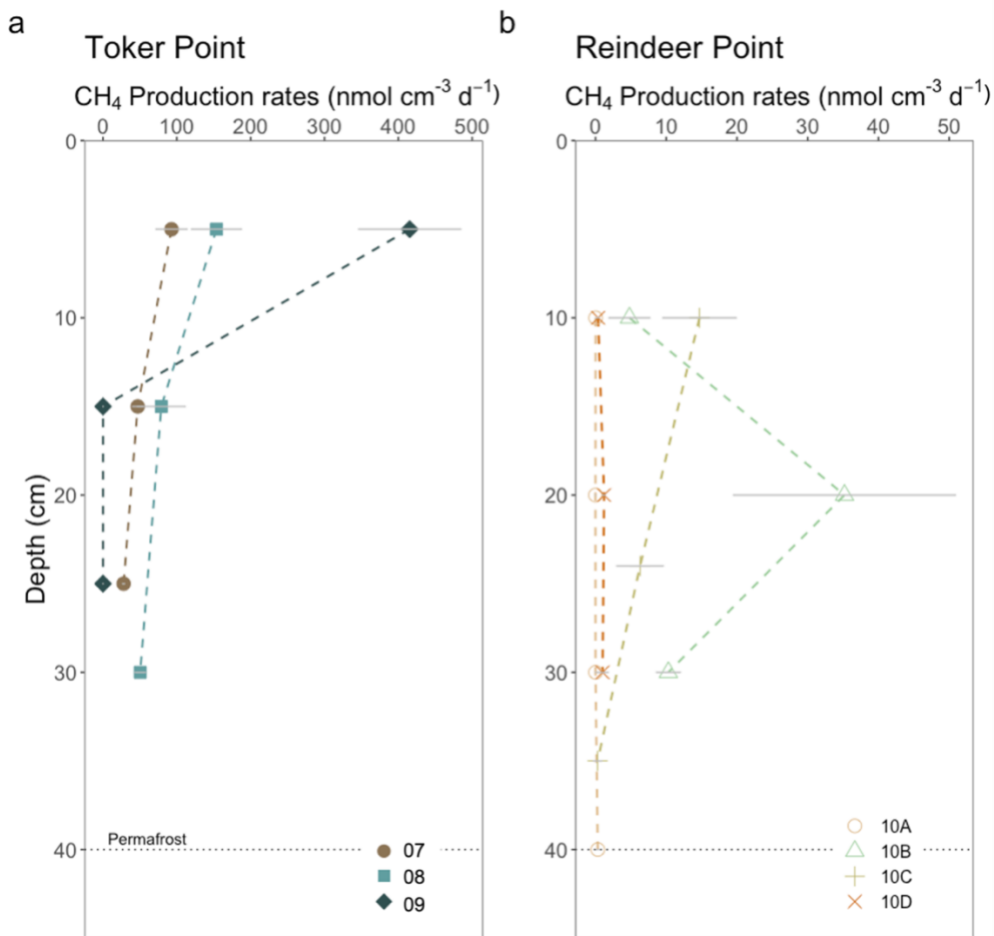 a
Toker Point
CH4 Production rates (nmol cm-3 d−1)
0 100 200 300 400 500
0
10
20
30
40
Depth (cm)
Permafrost
07
08
09
b
Reindeer Point
CH4 Production rates (nmol cm-3 d−1)
0 10 20 30 40 50
0
10
20
30
40
10A
10B
10C
10D